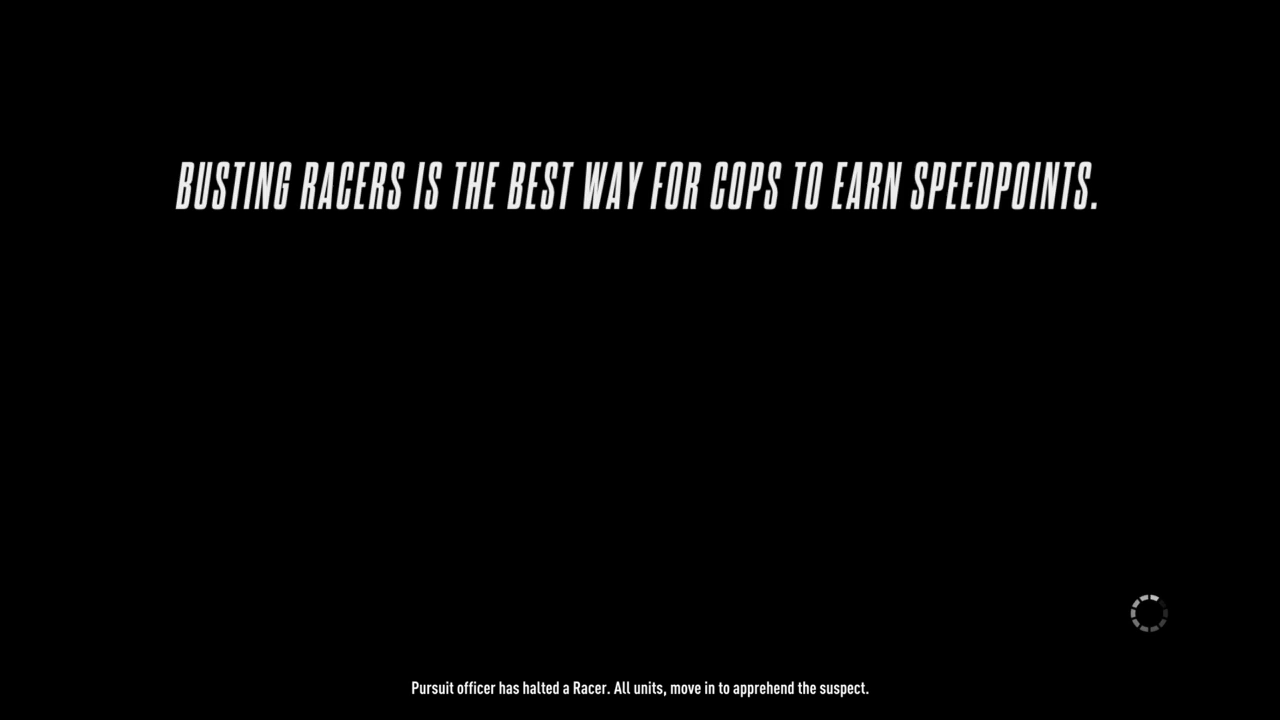 BUSTING RACERS IS THE BEST WAY FOR COPS TO EARN SPEEDPOINTS.
Pursuit officer has halted a Racer. All units, move in to apprehend the suspect.